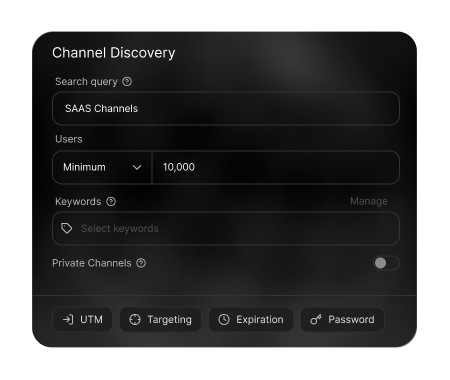 Channel Discovery
Search query
SAAS Channels
Users
Minimum 10,000
Keywords Manage
Select keywords
Private Channels
UTM Targeting Expiration Password